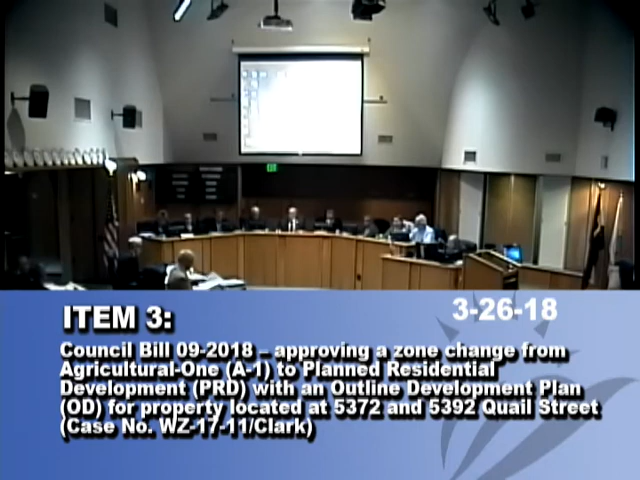 ITEM 3:
3-26-18
Council Bill 09-2018 – approving a zone change from
Agricultural-One (A-1) to Planned Residential
Development (PRD) with an Outline Development Plan
(OD) for property located at 5372 and 5392 Quail Street
(Case No. WZ-17-11/Clark)